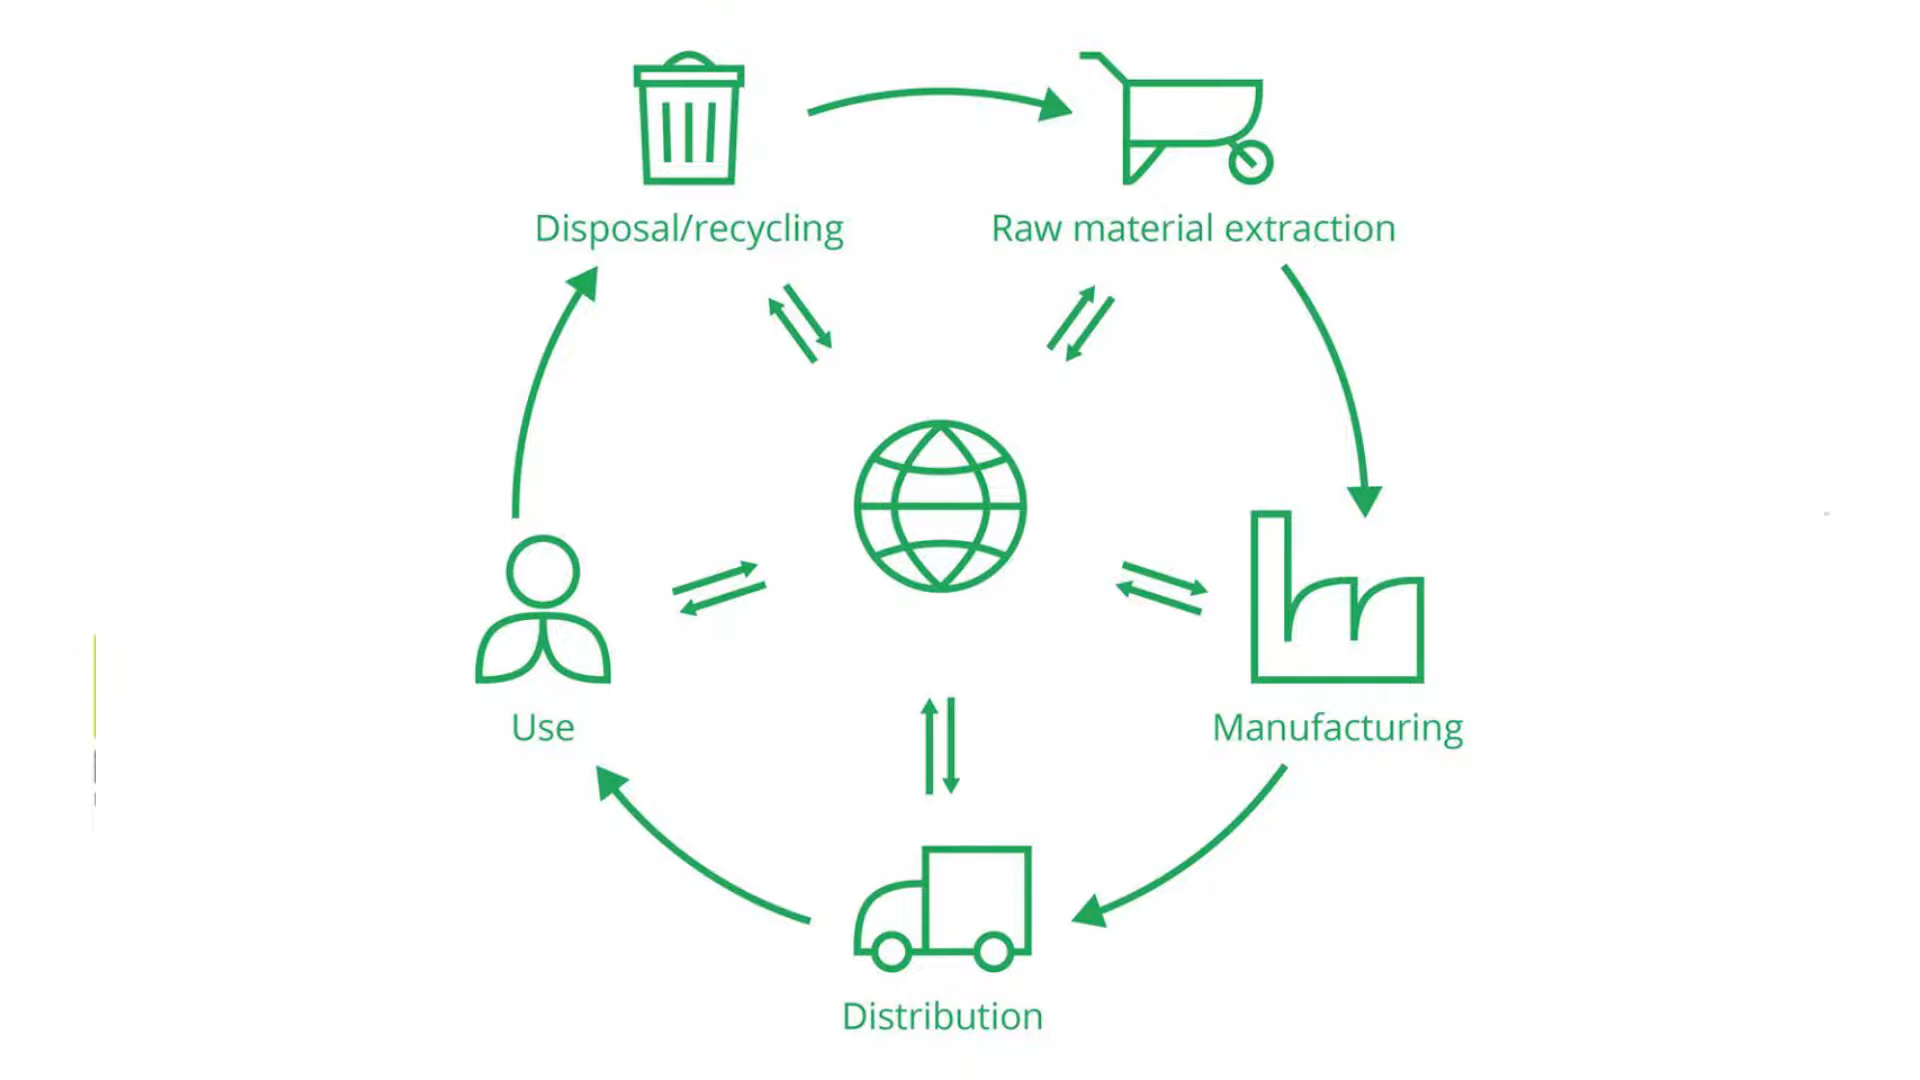 Disposal/recycling
Raw material extraction
Use
Manufacturing
Distribution